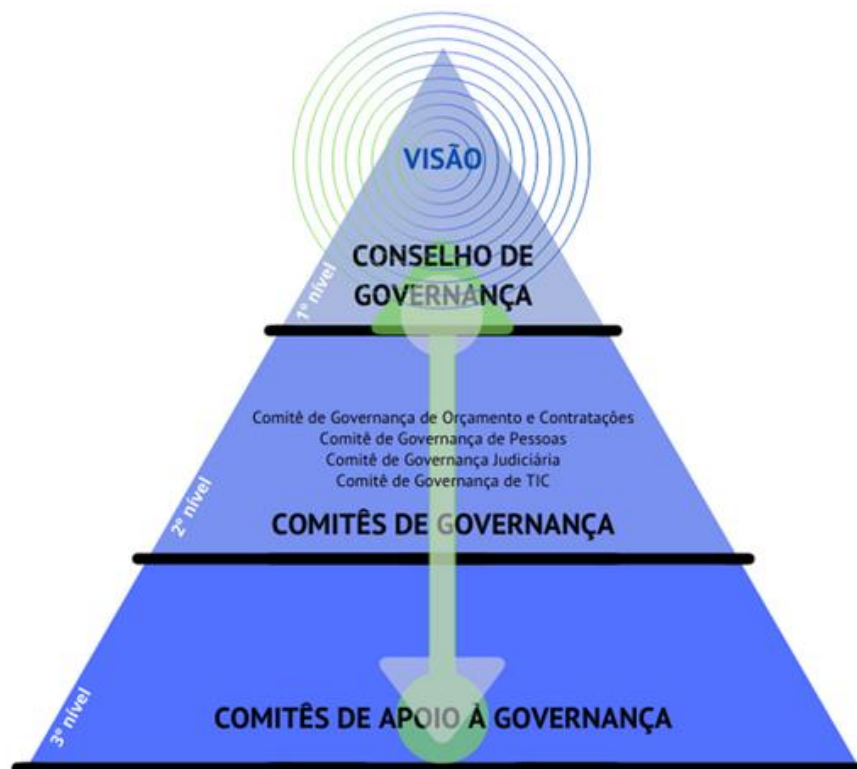 VISÃO
CONSELHO DE
GOVERNANÇA
1º nível
Comitê de Governança de Orçamento e Contratações
Comitê de Governança de Pessoas
Comitê de Governança Judiciária
Comitê de Governança de TIC
2º nível
COMITÊS DE GOVERNANÇA
3º nível
COMITÊS DE APOIO À GOVERNANÇA